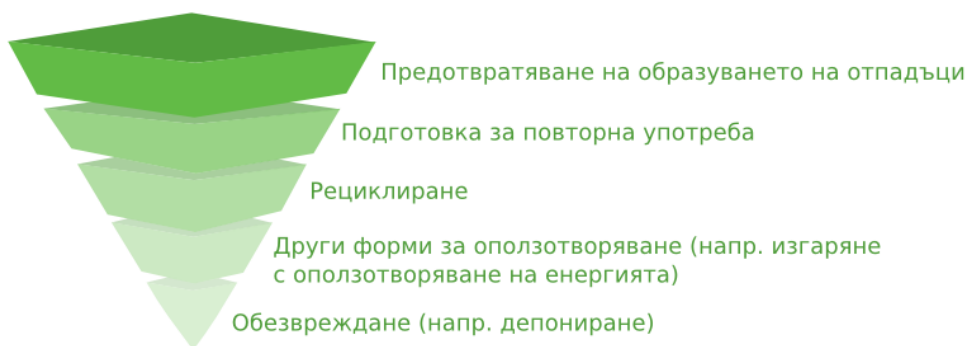 Предотвратяване на образуването на отпадъци
Подготовка за повторна употреба
Рециклиране
Други форми за оползотворяване (напр. изгаряне
с оползотворяване на енергията)
Обезвреждане (напр. депониране)